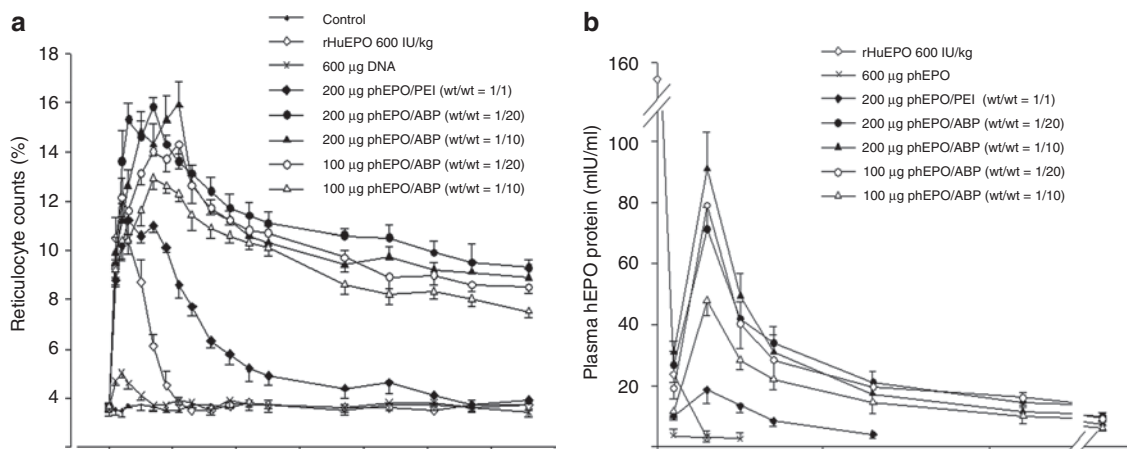 a
Control
rHuEPO 600 IU/kg
600 µg DNA
200 µg phEPO/PEI (wt/wt = 1/1)
200 µg phEPO/ABP (wt/wt = 1/20)
200 µg phEPO/ABP (wt/wt = 1/10)
100 µg phEPO/ABP (wt/wt = 1/20)
100 µg phEPO/ABP (wt/wt = 1/10)
Reticulocyte counts (%)
18
16
14
12
10
8
6
4
b
rHuEPO 600 IU/kg
600 µg phEPO
200 µg phEPO/PEI (wt/wt = 1/1)
200 µg phEPO/ABP (wt/wt = 1/20)
200 µg phEPO/ABP (wt/wt = 1/10)
100 µg phEPO/ABP (wt/wt = 1/20)
100 µg phEPO/ABP (wt/wt = 1/10)
Plasma hEPO protein (mIU/ml)
160
100
80
60
40
20